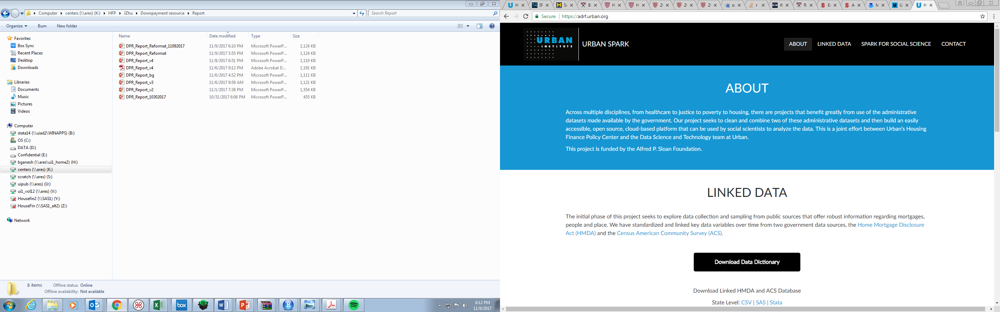 Computer centers (\\ares) (K:) HFP JZhu Downpayment resource Report
Search Report
Organize Burn New folder
Name Date modified Type Size
Favorites
Box Sync
Recent Places
Desktop
Downloads
Libraries
Documents
Music
Pictures
Videos
Computer
stata14 (\\uiad2\WINAPPS) (B:)
OS (C:)
DATA (D:)
Confidential (E:)
bganesh (\\ares\ui1_home2) (H:)
centers (\\ares) (K:)
scratch (\\ares) (S:)
uipub (\\ares) (U:)
ui1_vol12 (\\ares) (V:)
Housefin2 (\\SAS1) (Y:)
HouseFin (\\SAS1_alt2) (Z:)
Network
DPR_Report_Reformat_11092017 11/9/2017 6:10 PM Microsoft PowerP... 1,124 KB
DPR_Report_Reformat 11/9/2017 5:55 PM Microsoft PowerP... 1,124 KB
DPR_Report_v4 11/8/2017 6:51 PM Microsoft PowerP... 1,110 KB
DPR_Report_v4 11/6/2017 9:12 PM Adobe Acrobat D... 1,191 KB
DPR_Report_bg 11/6/2017 4:52 PM Microsoft PowerP... 1,111 KB
DPR_Report_v3 11/6/2017 9:59 AM Microsoft PowerP... 1,121 KB
DPR_Report_v2 11/1/2017 7:38 PM Microsoft PowerP... 1,554 KB
DPR_Report_10302017 10/31/2017 6:08 PM Microsoft PowerP... 455 KB
8 items Offline status: Online
Offline availability: Not available
box
6:12 PM
11/9/2017
Secure https://adrf.urban.org
URBAN
INSTITUTE
URBAN SPARK
ABOUT LINKED DATA SPARK FOR SOCIAL SCIENCE CONTACT
ABOUT
Across multiple disciplines, from healthcare to justice to poverty to housing, there are projects that benefit greatly from use of the administrative
datasets made available by the government. Our project seeks to clean and combine two of these administrative datasets and then build an easily
accessible, open source, cloud-based platform that can be used by social scientists to analyze the data. This is a joint effort between Urban's Housing
Finance Policy Center and the Data Science and Technology team at Urban.
This project is funded by the Alfred P. Sloan Foundation.
LINKED DATA
The initial phase of this project seeks to explore data collection and sampling from public sources that offer robust information regarding mortgages,
people and place. We have standardized and linked key data variables over time from two government data sources, the Home Mortgage Disclosure
Act (HMDA) and the Census American Community Survey (ACS).
Download Data Dictionary
Download Linked HMDA and ACS Database
State Level: CSV | SAS | Stata